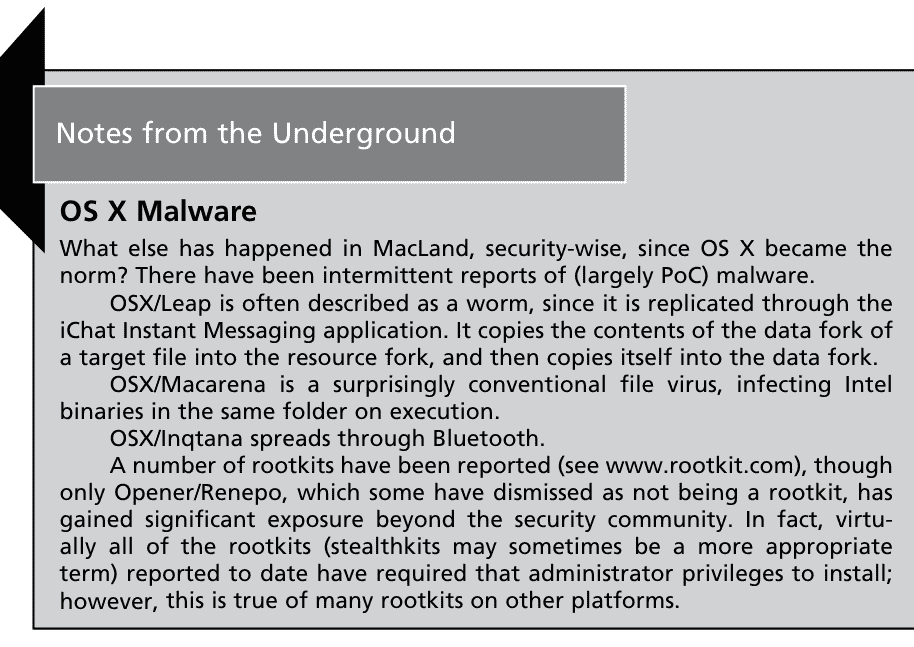 Notes from the Underground
OS X Malware
What else has happened in MacLand, security-wise, since OS X became the
norm? There have been intermittent reports of (largely PoC) malware.
OSX/Leap is often described as a worm, since it is replicated through the
iChat Instant Messaging application. It copies the contents of the data fork of
a target file into the resource fork, and then copies itself into the data fork.
OSX/Macarena is a surprisingly conventional file virus, infecting Intel
binaries in the same folder on execution.
OSX/Inqtana spreads through Bluetooth.
A number of rootkits have been reported (see www.rootkit.com), though
only Opener/Renepo, which some have dismissed as not being a rootkit, has
gained significant exposure beyond the security community. In fact, virtu-
ally all of the rootkits (stealthkits may sometimes be a more appropriate
term) reported to date have required that administrator privileges to install;
however, this is true of many rootkits on other platforms.